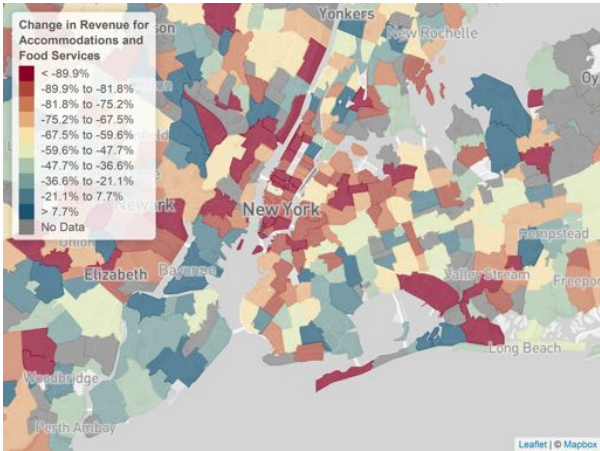 Change in Revenue for
Accommodations and
Food Services
< -89.9%
-89.9% to -81.8%
-81.8% to -75.2%
-75.2% to -67.5%
-67.5% to -59.6%
-59.6% to -47.7%
-47.7% to -36.6%
-36.6% to -21.1%
-21.1% to 7.7%
> 7.7%
No Data
Yonkers
New Rochelle
Oy
Newark
New York
Union
Hempstead
Elizabeth
Bayonne
Valley Stream
Freepor
Long Beach
Woodbridge
Perth Amboy
Leaflet | © Mapbox